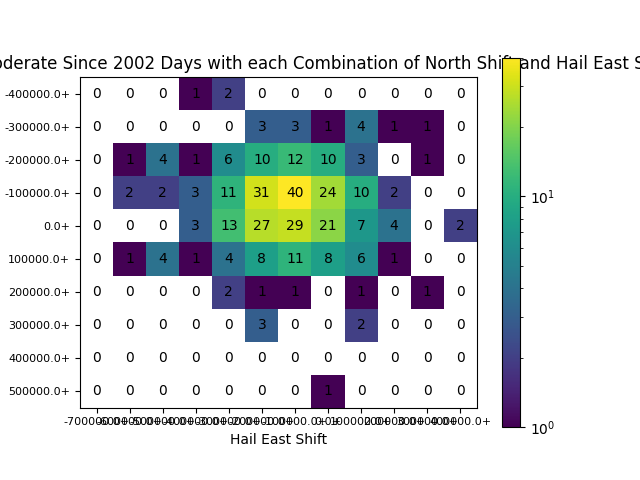 oderate Since 2002 Days with each Combination of North Shift and Hail East S
-400000.0+ 0 0 0 1 2 0 0 0 0 0 0 0
-300000.0+ 0 0 0 0 0 3 3 1 4 1 1 0
-200000.0+ 0 1 4 1 6 10 12 10 3 0 1 0
-100000.0+ 0 2 2 3 11 31 40 24 10 2 0 0
0.0+ 0 0 0 3 13 27 29 21 7 4 0 2
100000.0+ 0 1 4 1 4 8 11 8 6 1 0 0
200000.0+ 0 0 0 0 2 1 1 0 1 0 1 0
300000.0+ 0 0 0 0 0 3 0 0 2 0 0 0
400000.0+ 0 0 0 0 0 0 0 0 0 0 0 0
500000.0+ 0 0 0 0 0 0 0 1 0 0 0 0
Hail East Shift
10¹
10⁰